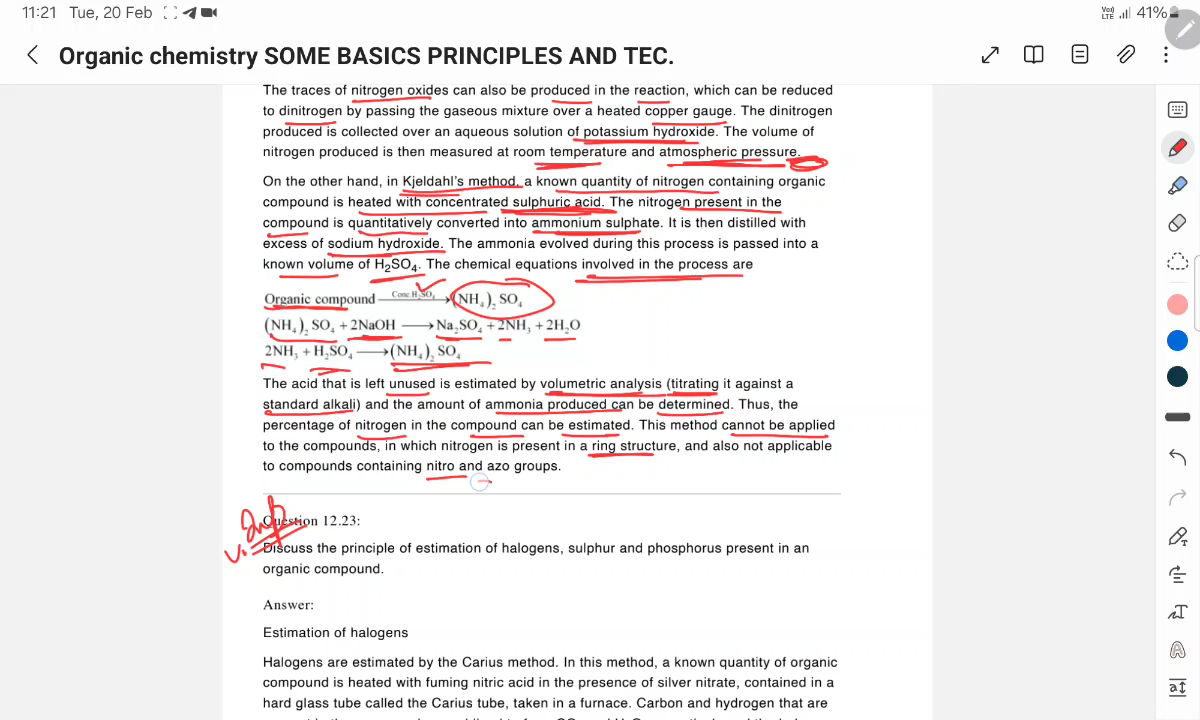 11:21 Tue, 20 Feb
Vo) LTE 41%
Organic chemistry SOME BASICS PRINCIPLES AND TEC.
The traces of nitrogen oxides can also be produced in the reaction, which can be reduced
to dinitrogen by passing the gaseous mixture over a heated copper gauge. The dinitrogen
produced is collected over an aqueous solution of potassium hydroxide. The volume of
nitrogen produced is then measured at room temperature and atmospheric pressure.
On the other hand, in Kjeldahl's method, a known quantity of nitrogen containing organic
compound is heated with concentrated sulphuric acid. The nitrogen present in the
compound is quantitatively converted into ammonium sulphate. It is then distilled with
excess of sodium hydroxide. The ammonia evolved during this process is passed into a
known volume of H₂SO₄. The chemical equations involved in the process are
Organic compound Conc H₂SO₄ → (NH₄)₂ SO₄
(NH₄)₂ SO₄ + 2NaOH ⟶ Na₂SO₄ + 2NH₃ + 2H₂O
2NH₃ + H₂SO₄ ⟶ (NH₄)₂ SO₄
The acid that is left unused is estimated by volumetric analysis (titrating it against a
standard alkali) and the amount of ammonia produced can be determined. Thus, the
percentage of nitrogen in the compound can be estimated. This method cannot be applied
to the compounds, in which nitrogen is present in a ring structure, and also not applicable
to compounds containing nitro and azo groups.
v. Imp
Question 12.23:
Discuss the principle of estimation of halogens, sulphur and phosphorus present in an
organic compound.
Answer:
Estimation of halogens
Halogens are estimated by the Carius method. In this method, a known quantity of organic
compound is heated with fuming nitric acid in the presence of silver nitrate, contained in a
hard glass tube called the Carius tube, taken in a furnace. Carbon and hydrogen that are